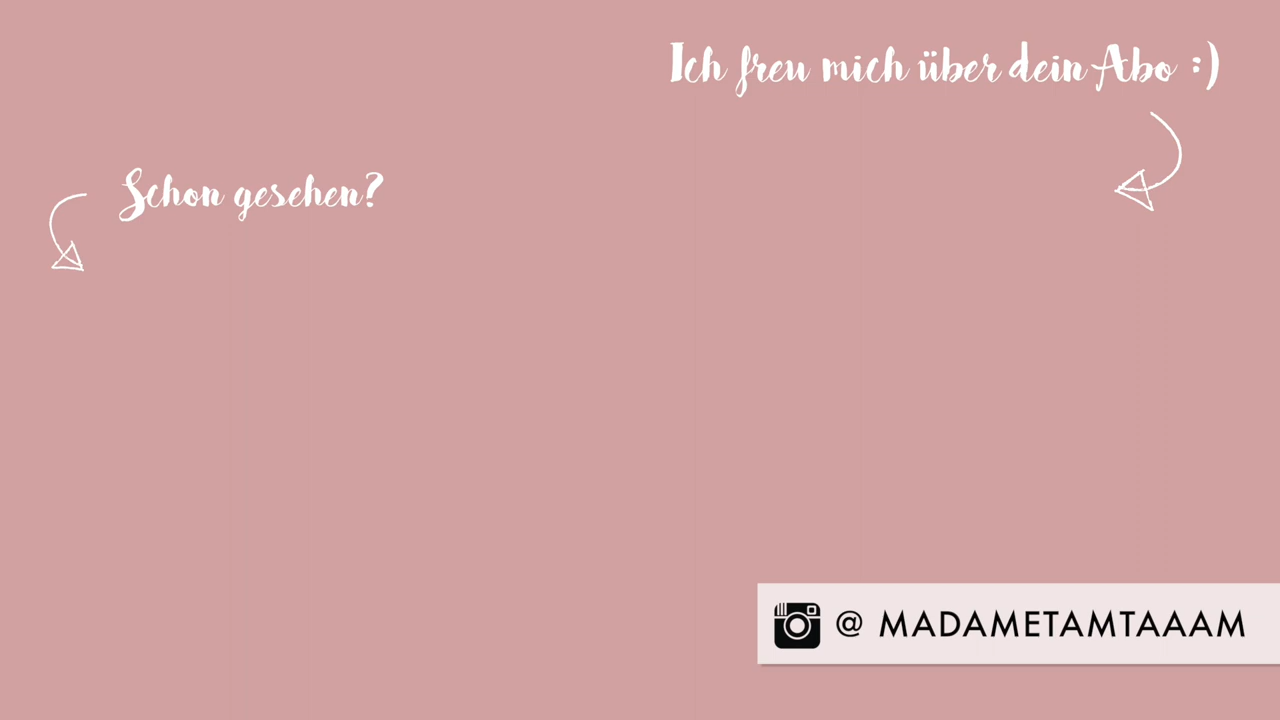 Ich freu mich über dein Abo :)
Schon gesehen?
@ MADAMETAMTAAAM